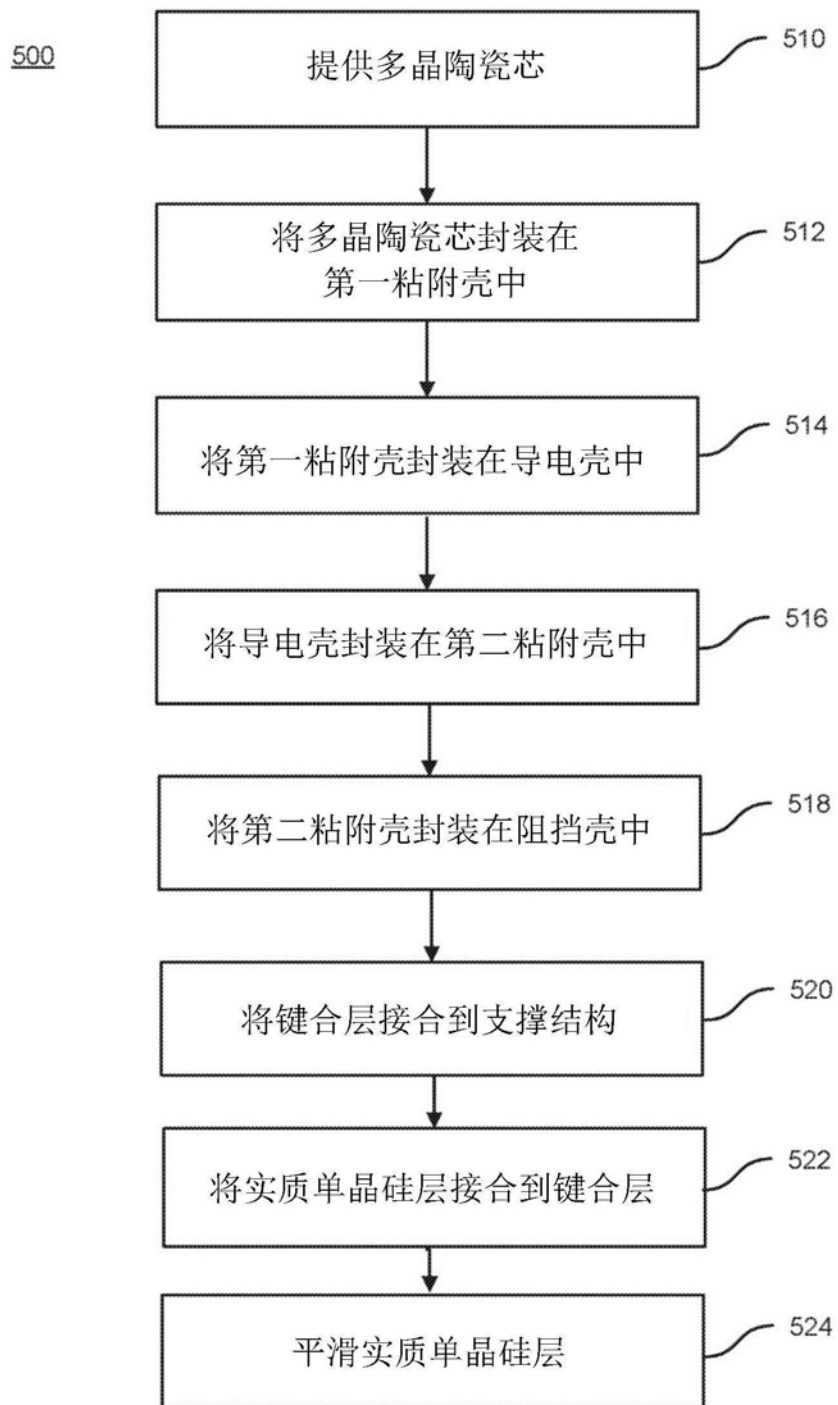 500
提供多晶陶瓷芯
510
将多晶陶瓷芯封装在
第一粘附壳中
512
将第一粘附壳封装在导电壳中
514
将导电壳封装在第二粘附壳中
516
将第二粘附壳封装在阻挡壳中
518
将键合层接合到支撑结构
520
将实质单晶硅层接合到键合层
522
平滑实质单晶硅层
524